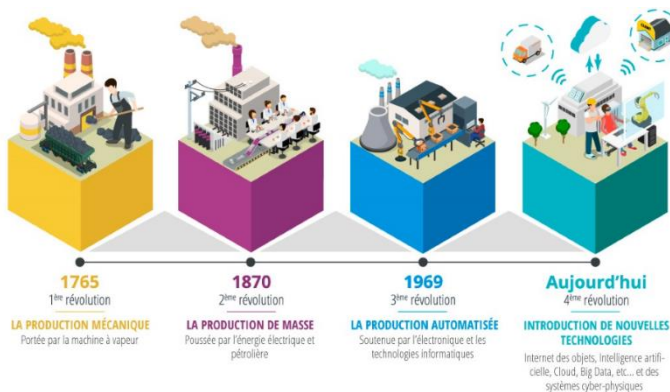 1765
1ère révolution
LA PRODUCTION MÉCANIQUE
Portée par la machine à vapeur
1870
2ème révolution
LA PRODUCTION DE MASSE
Poussée par l'énergie électrique et
pétrolière
1969
3ème révolution
LA PRODUCTION AUTOMATISÉE
Soutenue par l'électronique et les
technologies informatiques
Aujourd'hui
4ème révolution
INTRODUCTION DE NOUVELLES
TECHNOLOGIES
Internet des objets, Intelligence artifi-
cielle, Cloud, Big Data, etc... et des
systèmes cyber-physiques